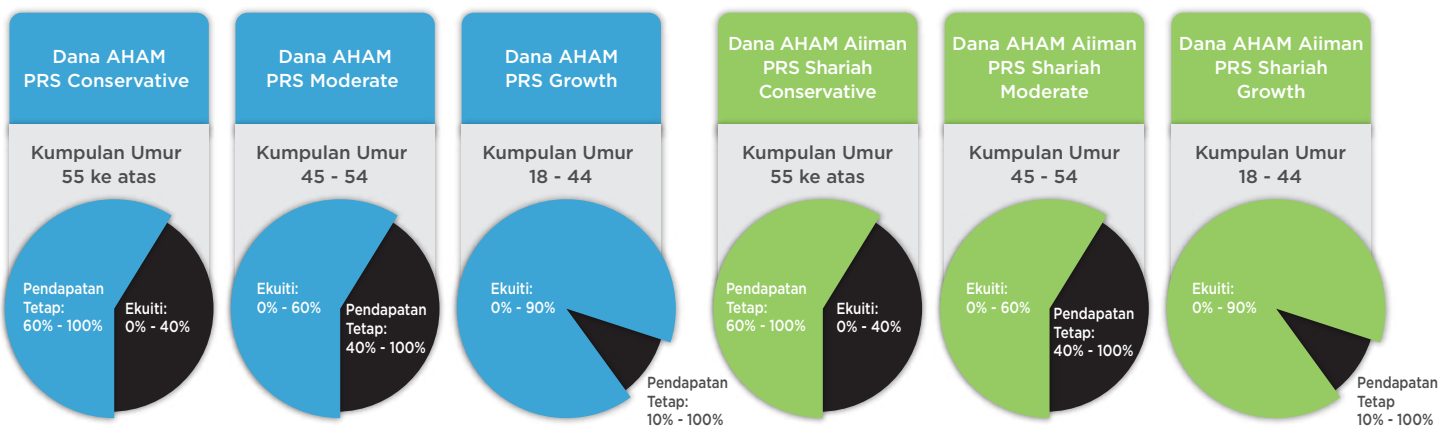 Dana AHAM
PRS Conservative
Kumpulan Umur
55 ke atas
Pendapatan
Tetap:
60% - 100%
Ekuiti:
0% - 40%
Dana AHAM
PRS Moderate
Kumpulan Umur
45 - 54
Ekuiti:
0% - 60%
Pendapatan
Tetap:
40% - 100%
Dana AHAM
PRS Growth
Kumpulan Umur
18 - 44
Ekuiti:
0% - 90%
Pendapatan
Tetap:
10% - 100%
Dana AHAM Aiiman
PRS Shariah
Conservative
Kumpulan Umur
55 ke atas
Pendapatan
Tetap:
60% - 100%
Ekuiti:
0% - 40%
Dana AHAM Aiiman
PRS Shariah
Moderate
Kumpulan Umur
45 - 54
Ekuiti:
0% - 60%
Pendapatan
Tetap:
40% - 100%
Dana AHAM Aiiman
PRS Shariah
Growth
Kumpulan Umur
18 - 44
Ekuiti:
0% - 90%
Pendapatan
Tetap
10% - 100%